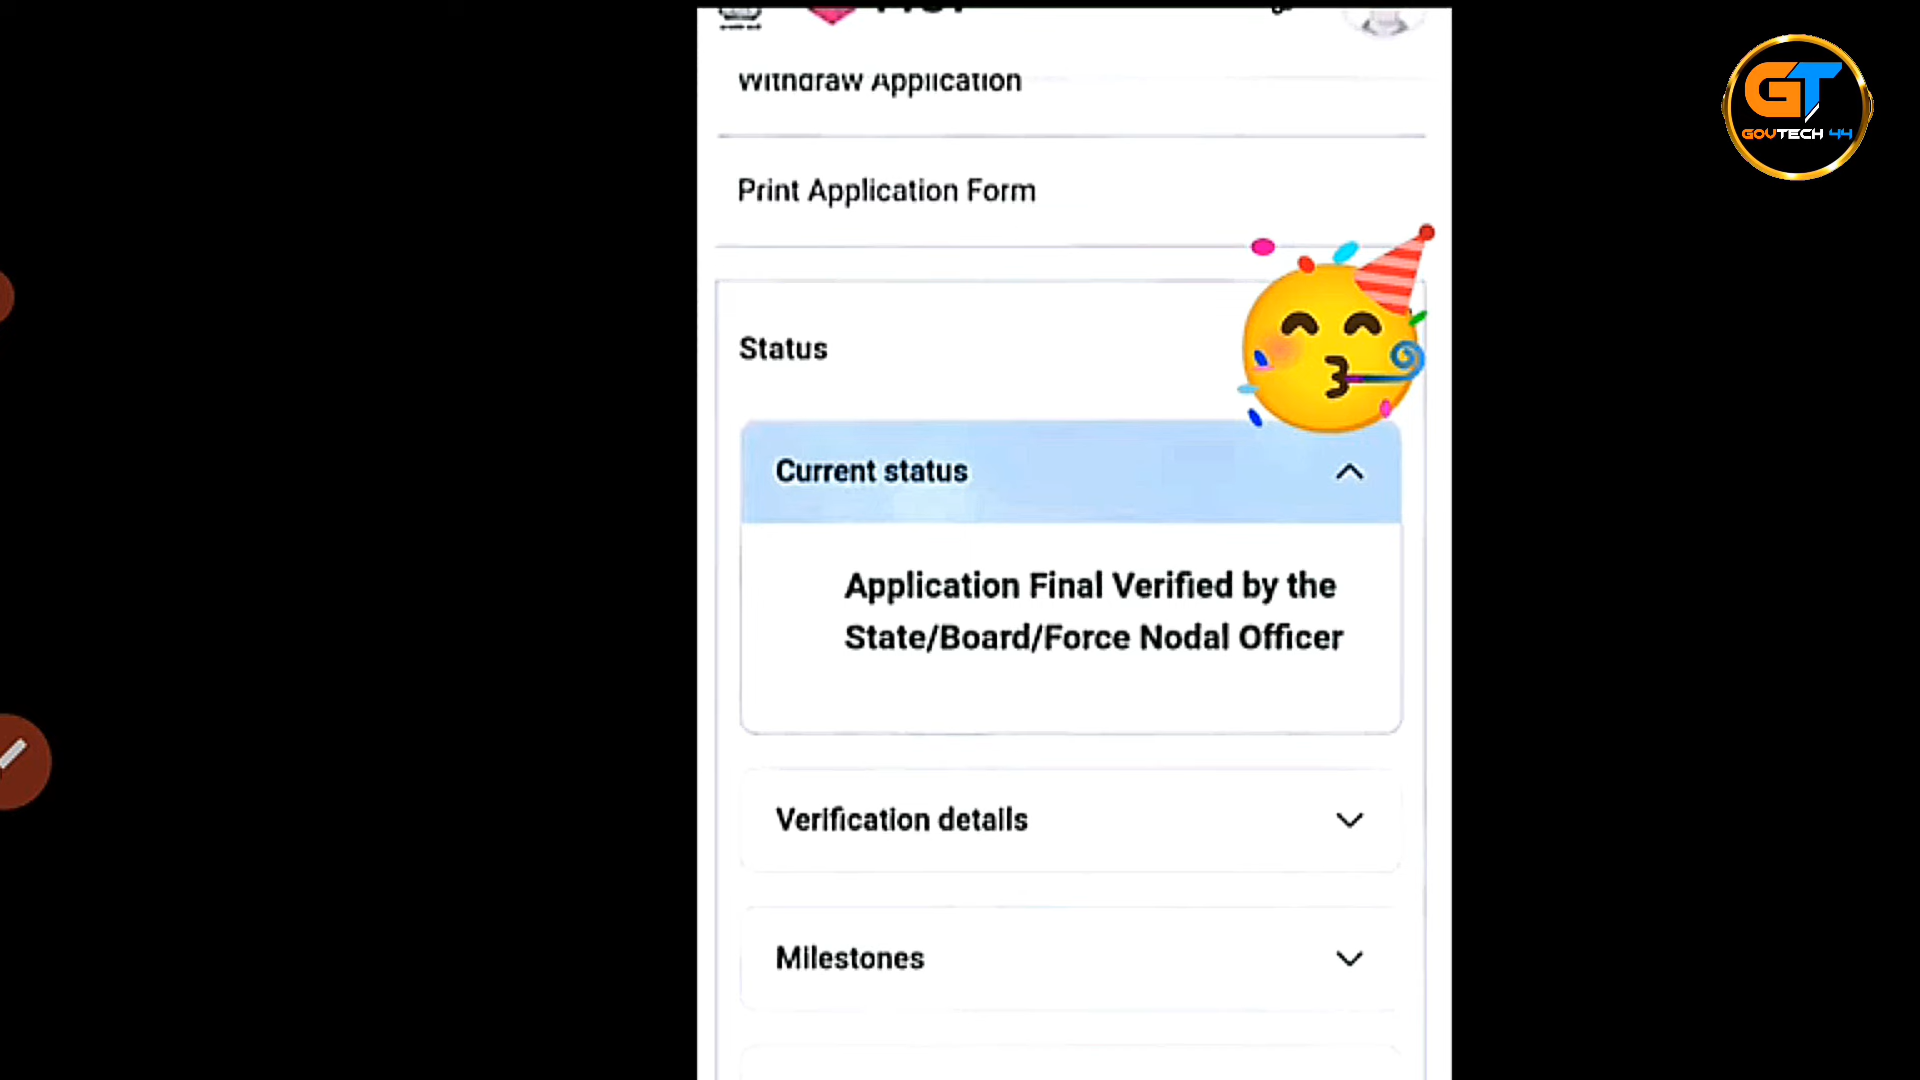 Withdraw Application
Print Application Form
Status
Current status
Application Final Verified by the
State/Board/Force Nodal Officer
Verification details
Milestones
GT
GOVTECH 44